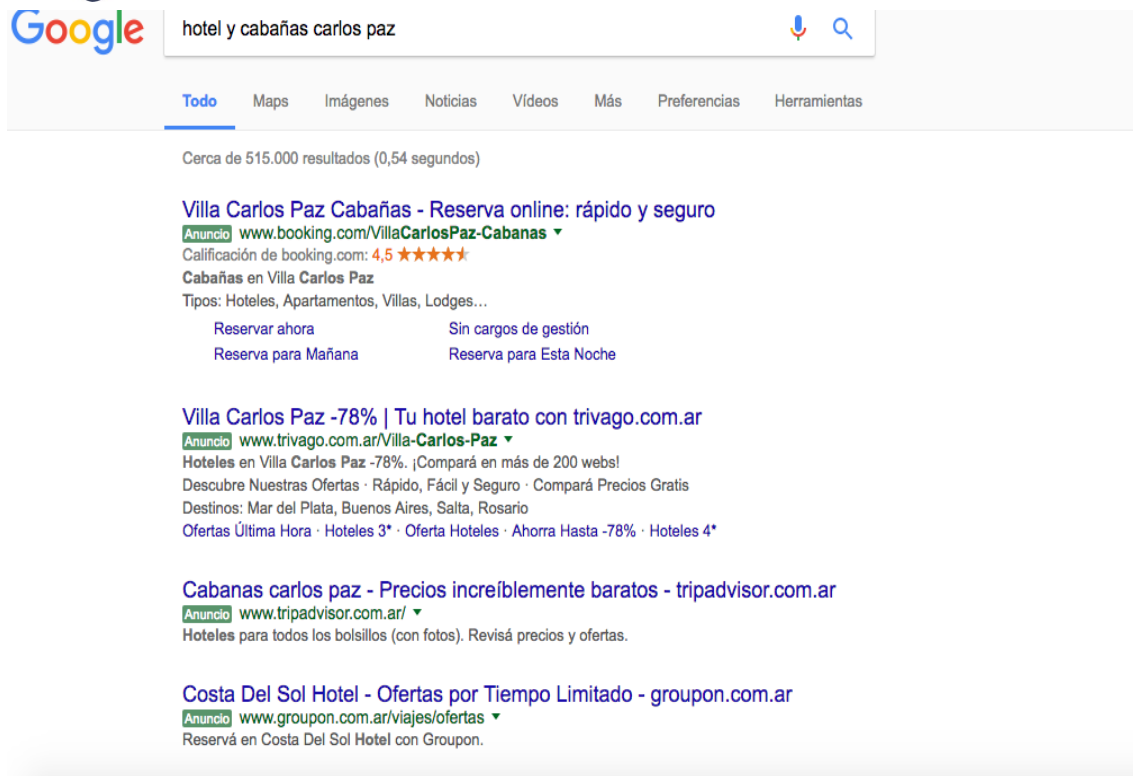 Google
hotel y cabañas carlos paz
Todo Maps Imágenes Noticias Vídeos Más Preferencias Herramientas
Cerca de 515.000 resultados (0,54 segundos)
Villa Carlos Paz Cabañas - Reserva online: rápido y seguro
Anuncio www.booking.com/VillaCarlosPaz-Cabanas
Calificación de booking.com: 4,5
Cabañas en Villa Carlos Paz
Tipos: Hoteles, Apartamentos, Villas, Lodges...
Reservar ahora Sin cargos de gestión
Reserva para Mañana Reserva para Esta Noche
Villa Carlos Paz -78% | Tu hotel barato con trivago.com.ar
Anuncio www.trivago.com.ar/Villa-Carlos-Paz
Hoteles en Villa Carlos Paz -78%. ¡Compará en más de 200 webs!
Descubre Nuestras Ofertas · Rápido, Fácil y Seguro · Compará Precios Gratis
Destinos: Mar del Plata, Buenos Aires, Salta, Rosario
Ofertas Última Hora · Hoteles 3* · Oferta Hoteles · Ahorra Hasta -78% · Hoteles 4*
Cabanas carlos paz - Precios increíblemente baratos - tripadvisor.com.ar
Anuncio www.tripadvisor.com.ar/
Hoteles para todos los bolsillos (con fotos). Revisá precios y ofertas.
Costa Del Sol Hotel - Ofertas por Tiempo Limitado - groupon.com.ar
Anuncio www.groupon.com.ar/viajes/ofertas
Reservá en Costa Del Sol Hotel con Groupon.